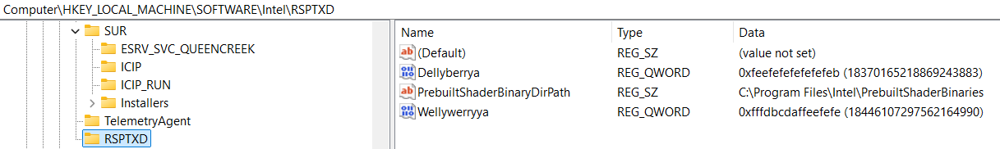 Computer\HKEY_LOCAL_MACHINE\SOFTWARE\Intel\RSPTXD
SUR
ESRV_SVC_QUEENCREEK
ICIP
ICIP_RUN
Installers
TelemetryAgent
RSPTXD
Name Type Data
(Default) REG_SZ (value not set)
Dellyberrya REG_QWORD 0xfeefefefefefefeb (18370165218869243883)
PrebuiltShaderBinaryDirPath REG_SZ C:\Program Files\Intel\PrebuiltShaderBinaries
Wellywerryya REG_QWORD 0xfffdbcdaffeefefe (18446107297562164990)